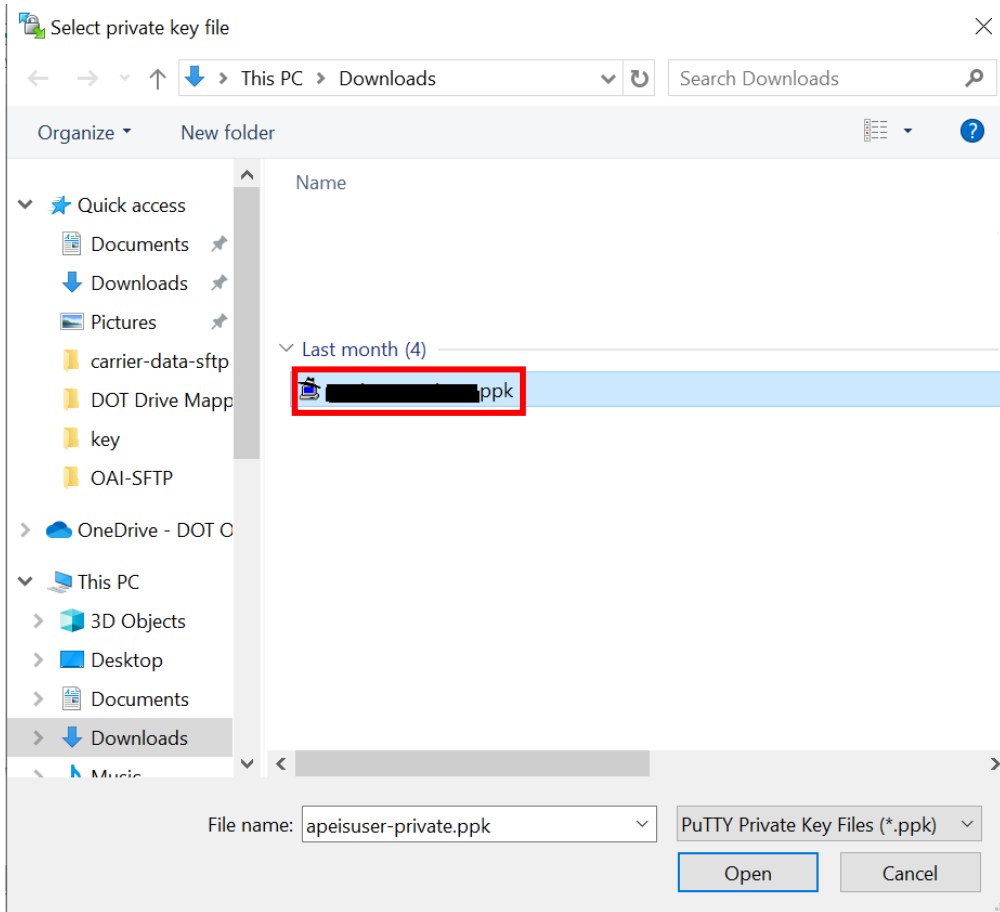 Select private key file
This PC > Downloads
Search Downloads
Organize
New folder
?
Name
Quick access
Documents
Downloads
Pictures
carrier-data-sftp
DOT Drive Mapp
key
OAI-SFTP
OneDrive - DOT O
This PC
3D Objects
Desktop
Documents
Downloads
Music
Last month (4)
ppk
File name: apeisuser-private.ppk
PuTTY Private Key Files (*.ppk)
Open
Cancel